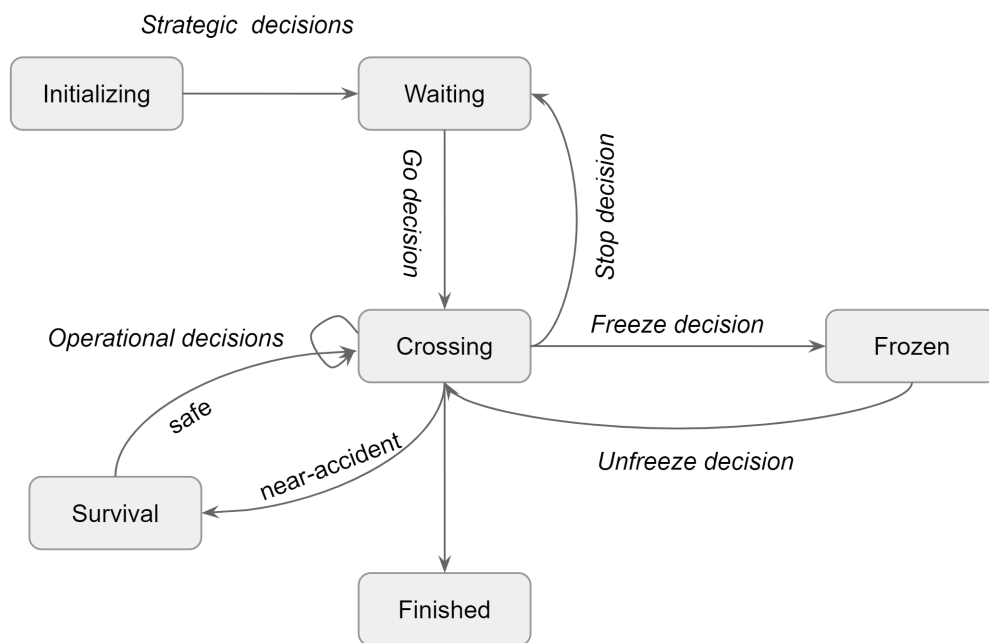 Strategic decisions
Initializing
Waiting
Go decision
Stop decision
Operational decisions
Crossing
Freeze decision
Frozen
safe
near-accident
Unfreeze decision
Survival
Finished